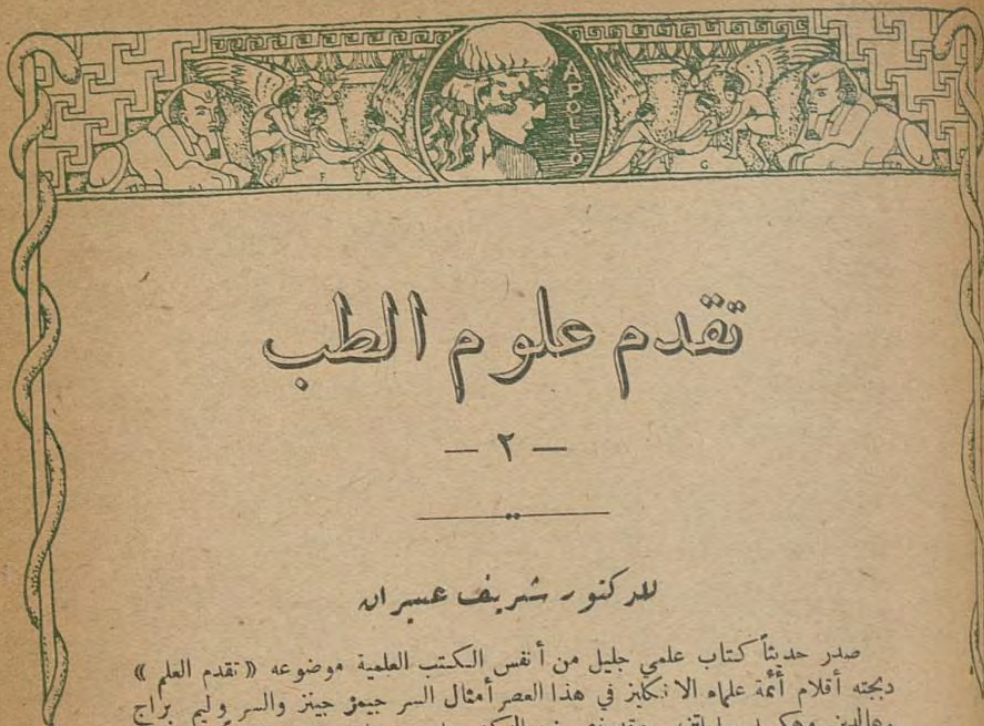 APOLLO
F
G
تقدم علوم الطب
— ٢ —
للدكتور شريف عسيران
صدر حديثاً كتاب علمي جليل من أنفس الكتب العلمية موضوعه « تقدم العلم »
دبجته أقلام أئمة علماء الانكليز في هذا العصر أمثال السر جيمز جينز والسر وليم براج